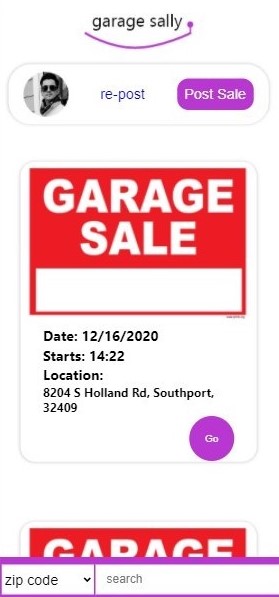 garage sally
re-post Post Sale
GARAGE
SALE
Date: 12/16/2020
Starts: 14:22
Location:
8204 S Holland Rd, Southport,
32409
Go
GARAGE
zip code search